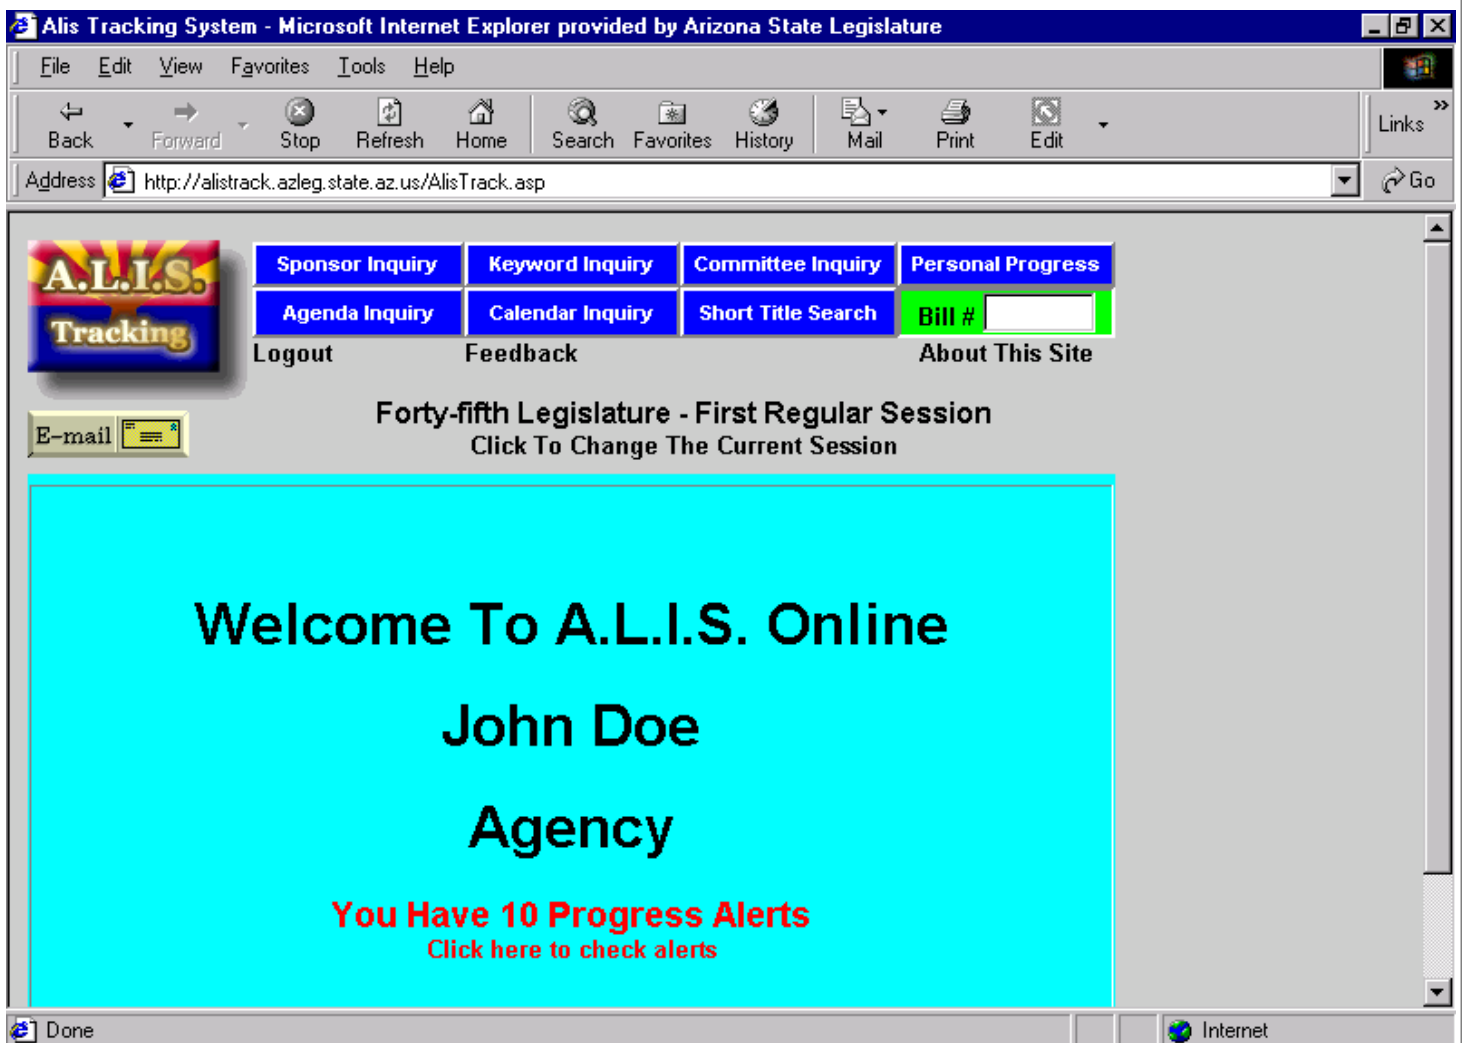 Alis Tracking System - Microsoft Internet Explorer provided by Arizona State Legislature
File Edit View Favorites Tools Help
Back Forward Stop Refresh Home Search Favorites History Mail Print Edit Links »
Address http://alistrack.azleg.state.az.us/AlisTrack.asp Go
A.L.I.S.
Tracking
Sponsor Inquiry Keyword Inquiry Committee Inquiry Personal Progress
Agenda Inquiry Calendar Inquiry Short Title Search Bill #
Logout Feedback About This Site
E-mail
Forty-fifth Legislature - First Regular Session
Click To Change The Current Session
Welcome To A.L.I.S. Online
John Doe
Agency
You Have 10 Progress Alerts
Click here to check alerts
Done Internet